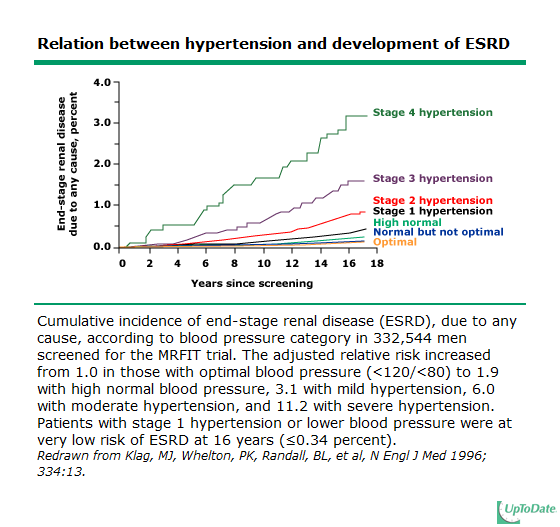 Relation between hypertension and development of ESRD
End-stage renal disease
due to any cause, percent
4.0
3.0
2.0
1.0
0.0
Stage 4 hypertension
Stage 3 hypertension
Stage 2 hypertension
Stage 1 hypertension
High normal
Normal but not optimal
Optimal
0 2 4 6 8 10 12 14 16 18
Years since screening
Cumulative incidence of end-stage renal disease (ESRD), due to any
cause, according to blood pressure category in 332,544 men
screened for the MRFIT trial. The adjusted relative risk increased
from 1.0 in those with optimal blood pressure (<120/<80) to 1.9
with high normal blood pressure, 3.1 with mild hypertension, 6.0
with moderate hypertension, and 11.2 with severe hypertension.
Patients with stage 1 hypertension or lower blood pressure were at
very low risk of ESRD at 16 years (≤0.34 percent).
Redrawn from Klag, MJ, Whelton, PK, Randall, BL, et al, N Engl J Med 1996;
334:13.
UpToDate